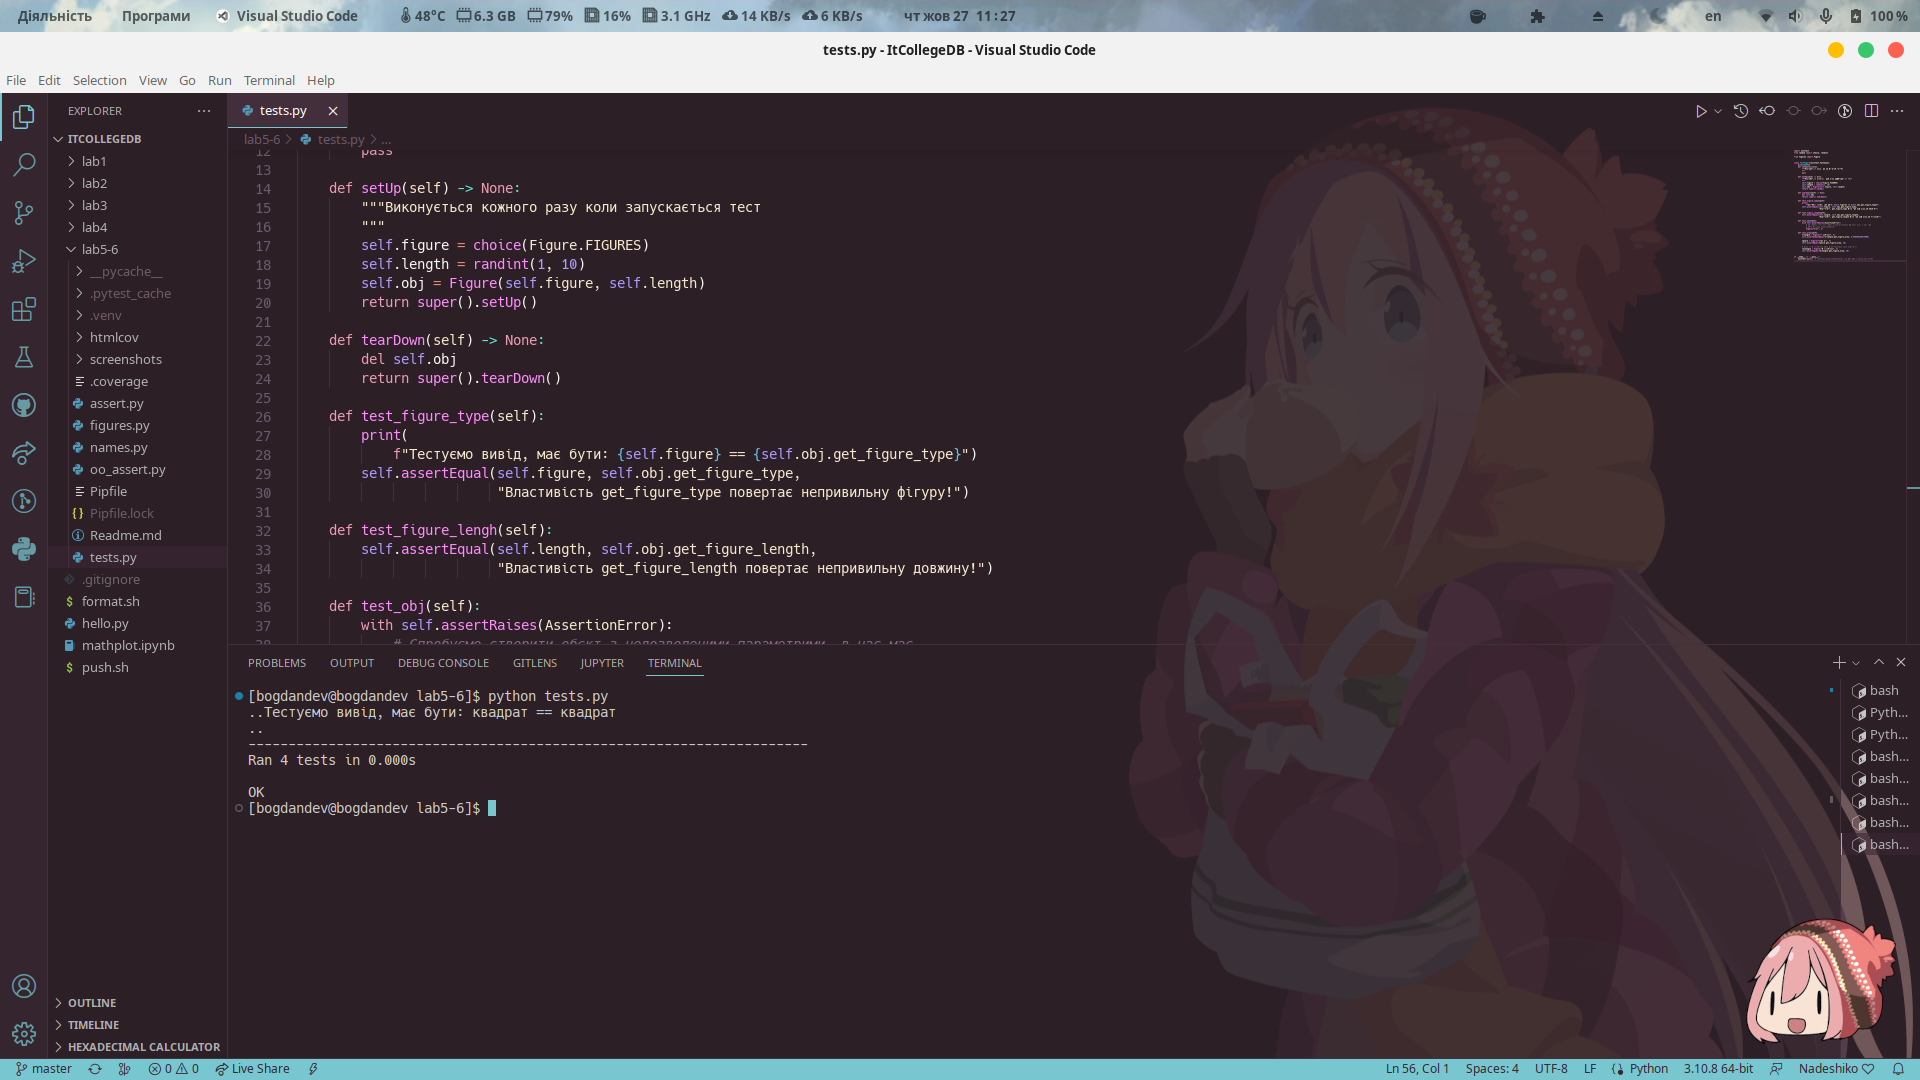 Діяльність Програми Visual Studio Code 48°C 6.3 GB 79% 16% 3.1 GHz 14 KB/s 6 KB/s чт жов 27 11:27 en 100 %
tests.py - ItCollegeDB - Visual Studio Code
File Edit Selection View Go Run Terminal Help
EXPLORER
ITCOLLEGEDB
lab1
lab2
lab3
lab4
lab5-6
__pycache__
.pytest_cache
.venv
htmlcov
screenshots
.coverage
assert.py
figures.py
names.py
oo_assert.py
Pipfile
Pipfile.lock
Readme.md
tests.py
.gitignore
format.sh
hello.py
mathplot.ipynb
push.sh
OUTLINE
TIMELINE
HEXADECIMAL CALCULATOR
tests.py
lab5-6 > tests.py > ...
12 pass
13
14 def setUp(self) -> None:
15 """Виконується кожного разу коли запускається тест
16 """
17 self.figure = choice(Figure.FIGURES)
18 self.length = randint(1, 10)
19 self.obj = Figure(self.figure, self.length)
20 return super().setUp()
21
22 def tearDown(self) -> None:
23 del self.obj
24 return super().tearDown()
25
26 def test_figure_type(self):
27 print(
28 f"Тестуємо вивід, має бути: {self.figure} == {self.obj.get_figure_type}")
29 self.assertEqual(self.figure, self.obj.get_figure_type,
30 "Властивість get_figure_type повертає неправильну фігуру!")
31
32 def test_figure_lengh(self):
33 self.assertEqual(self.length, self.obj.get_figure_length,
34 "Властивість get_figure_length повертає неправильну довжину!")
35
36 def test_obj(self):
37 with self.assertRaises(AssertionError):
PROBLEMS OUTPUT DEBUG CONSOLE GITLENS JUPYTER TERMINAL
[bogdandev@bogdandev lab5-6]$ python tests.py
..Тестуємо вивід, має бути: квадрат == квадрат
..
----------------------------------------------------------------------
Ran 4 tests in 0.000s
OK
[bogdandev@bogdandev lab5-6]$
bash
Pyth...
Pyth...
bash...
bash...
bash...
bash...
bash...
master 0 0 Live Share Ln 56, Col 1 Spaces: 4 UTF-8 LF Python 3.10.8 64-bit Nadeshiko